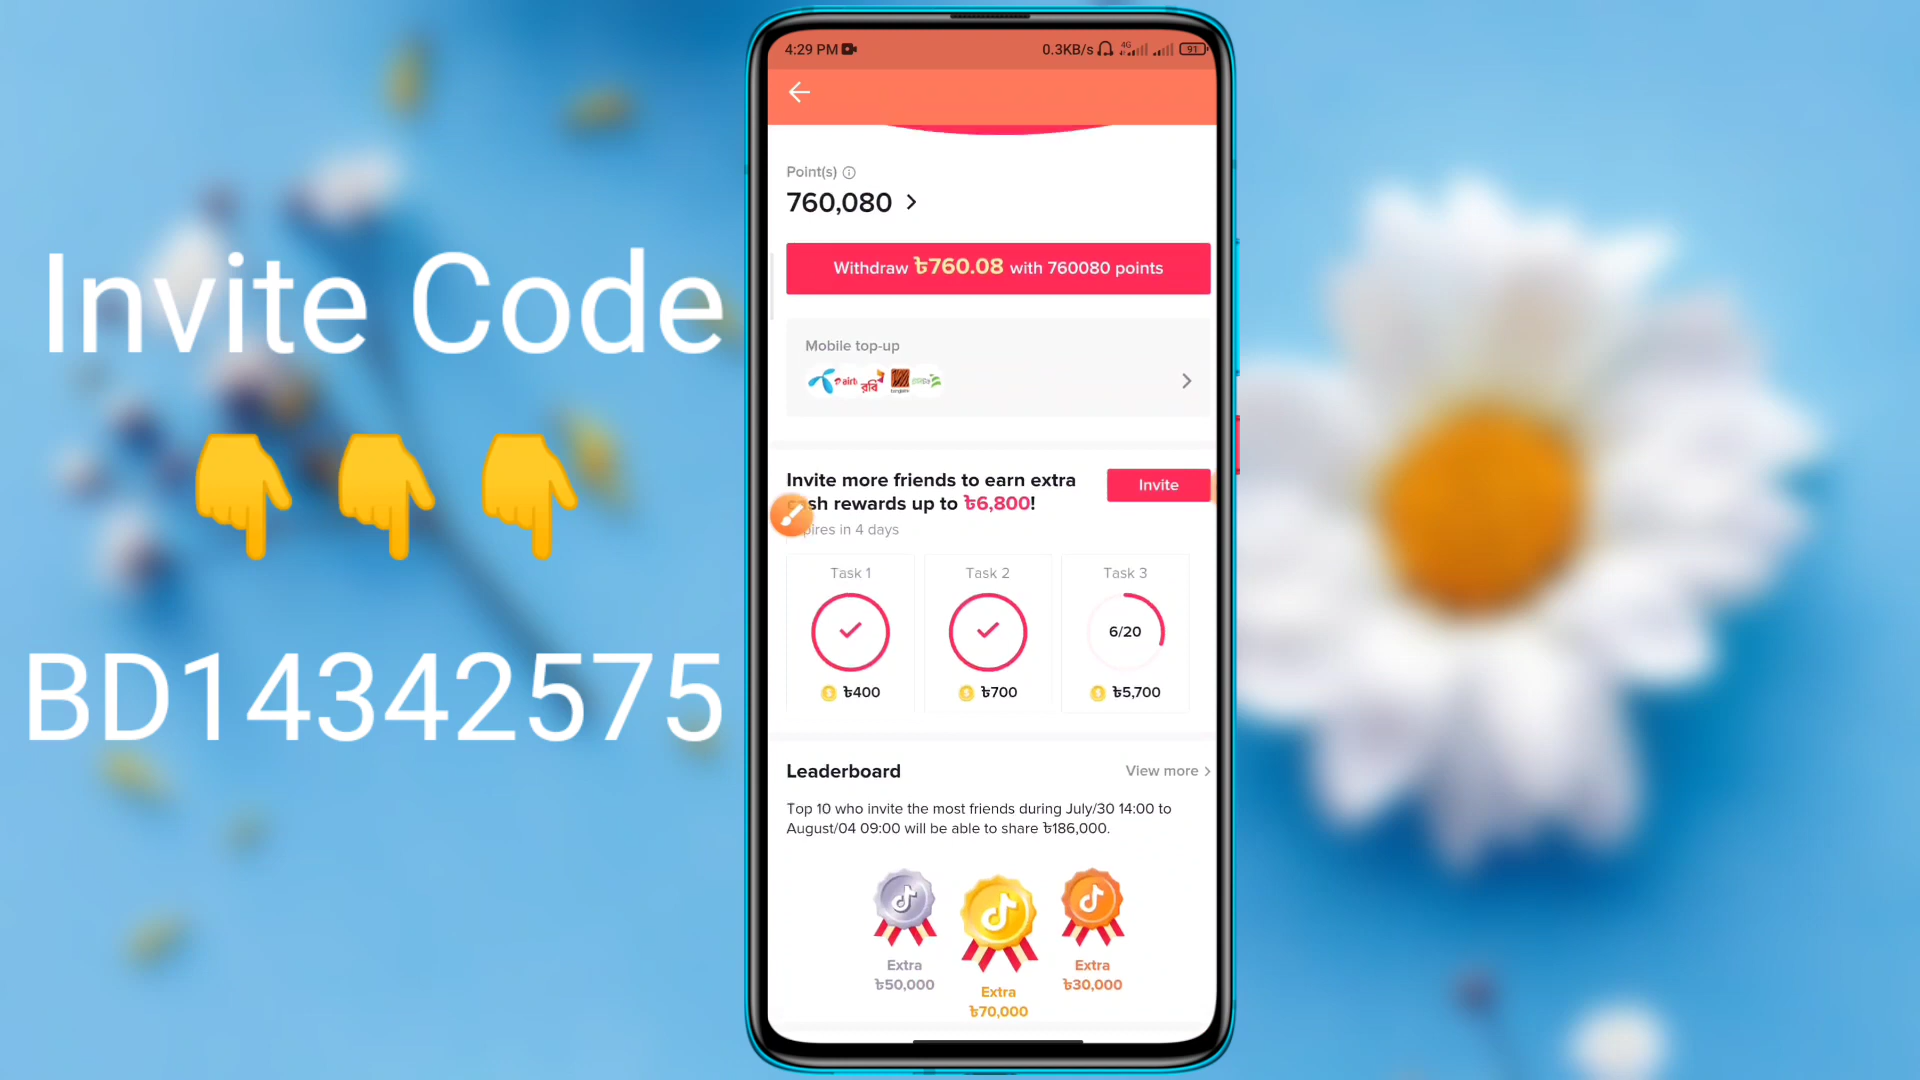 Invite Code
BD14342575
4:29 PM
0.3KB/s
4G
91
Point(s)
760,080
Withdraw ৳760.08 with 760080 points
Mobile top-up
রবি
Invite more friends to earn extra
sh rewards up to ৳6,800!
pires in 4 days
Invite
Task 1
৳400
Task 2
৳700
Task 3
6/20
৳5,700
Leaderboard
View more
Top 10 who invite the most friends during July/30 14:00 to
August/04 09:00 will be able to share ৳186,000.
Extra
৳50,000
Extra
৳70,000
Extra
৳30,000